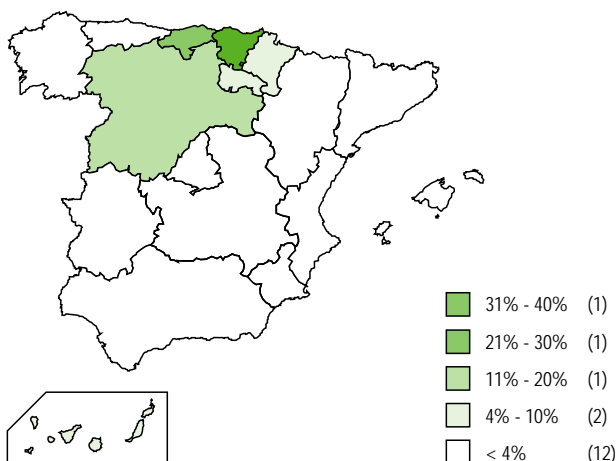 31% - 40% (1)
21% - 30% (1)
11% - 20% (1)
4% - 10% (2)
< 4% (12)